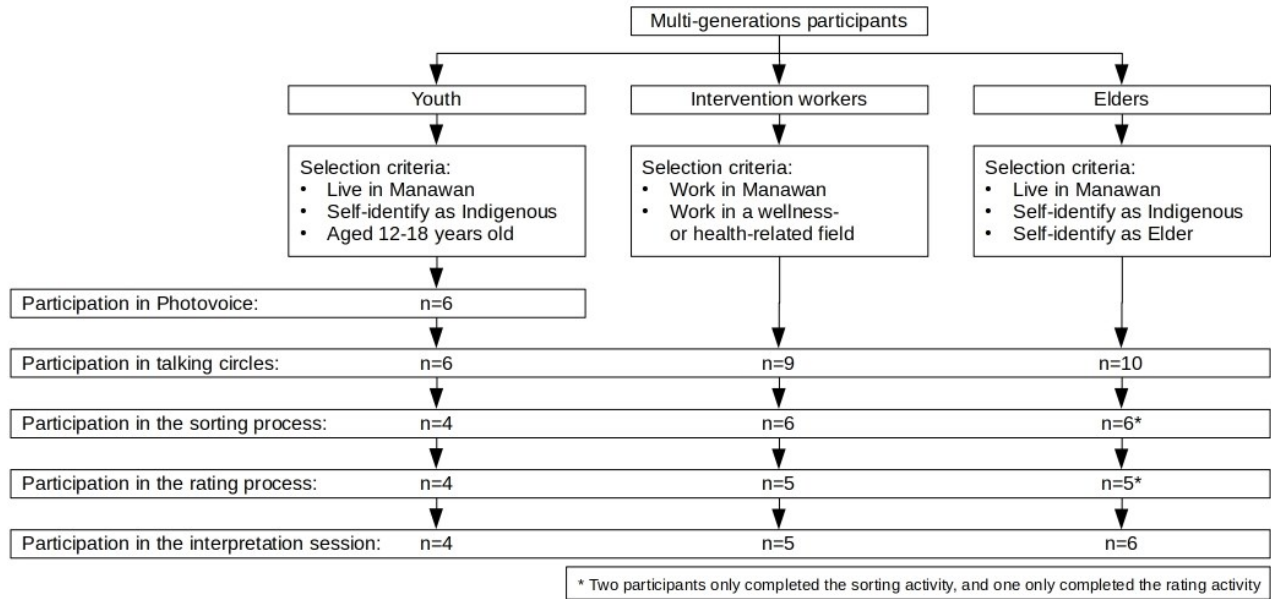 Multi-generations participants
Youth
Intervention workers
Elders
Selection criteria:
• Live in Manawan
• Self-identify as Indigenous
• Aged 12-18 years old
Selection criteria:
• Work in Manawan
• Work in a wellness-
or health-related field
Selection criteria:
• Live in Manawan
• Self-identify as Indigenous
• Self-identify as Elder
Participation in Photovoice: n=6
Participation in talking circles: n=6 n=9 n=10
Participation in the sorting process: n=4 n=6 n=6*
Participation in the rating process: n=4 n=5 n=5*
Participation in the interpretation session: n=4 n=5 n=6
* Two participants only completed the sorting activity, and one only completed the rating activity